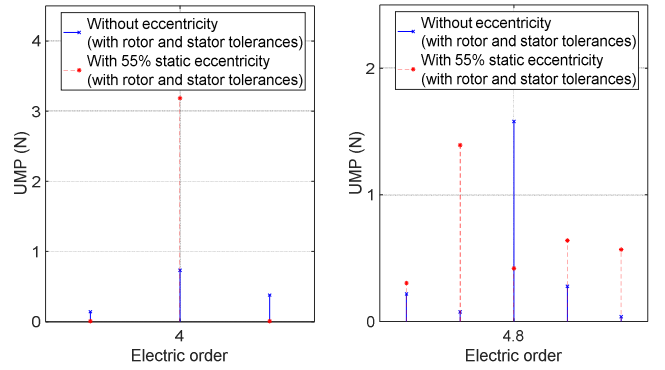 4
3
2
1
0
UMP (N)
Without eccentricity
(with rotor and stator tolerances)
With 55% static eccentricity
(with rotor and stator tolerances)
4
Electric order
2
1
0
UMP (N)
Without eccentricity
(with rotor and stator tolerances)
With 55% static eccentricity
(with rotor and stator tolerances)
4.8
Electric order